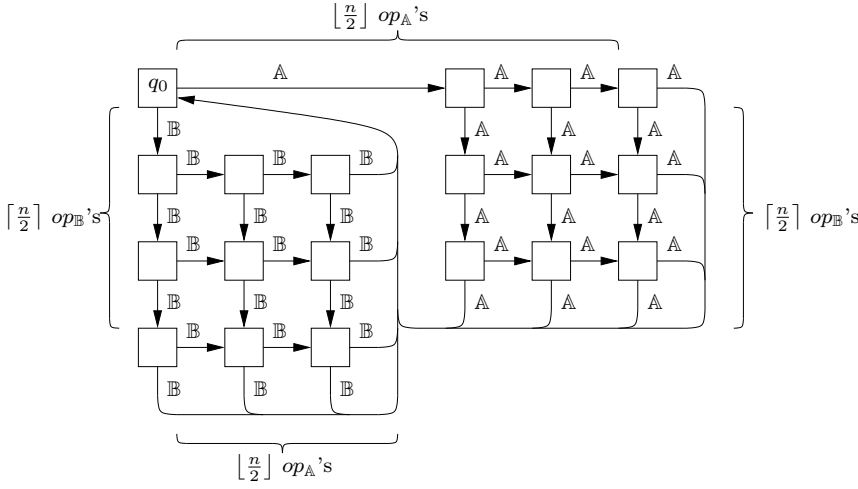 ⌊n/2⌋ op𝔸's
𝔸 𝔸 𝔸 𝔸
q0
𝔹 𝔸 𝔸 𝔸
𝔹 𝔹 𝔹 𝔸 𝔸 𝔸
⌈n/2⌉ op𝔹's 𝔹 𝔹 𝔹 𝔸 𝔸 𝔸 ⌈n/2⌉ op𝔹's
𝔹 𝔹 𝔹 𝔸 𝔸 𝔸
𝔹 𝔹 𝔹 𝔸 𝔸 𝔸
𝔹 𝔹 𝔹
𝔹 𝔹 𝔹
⌊n/2⌋ op𝔸's